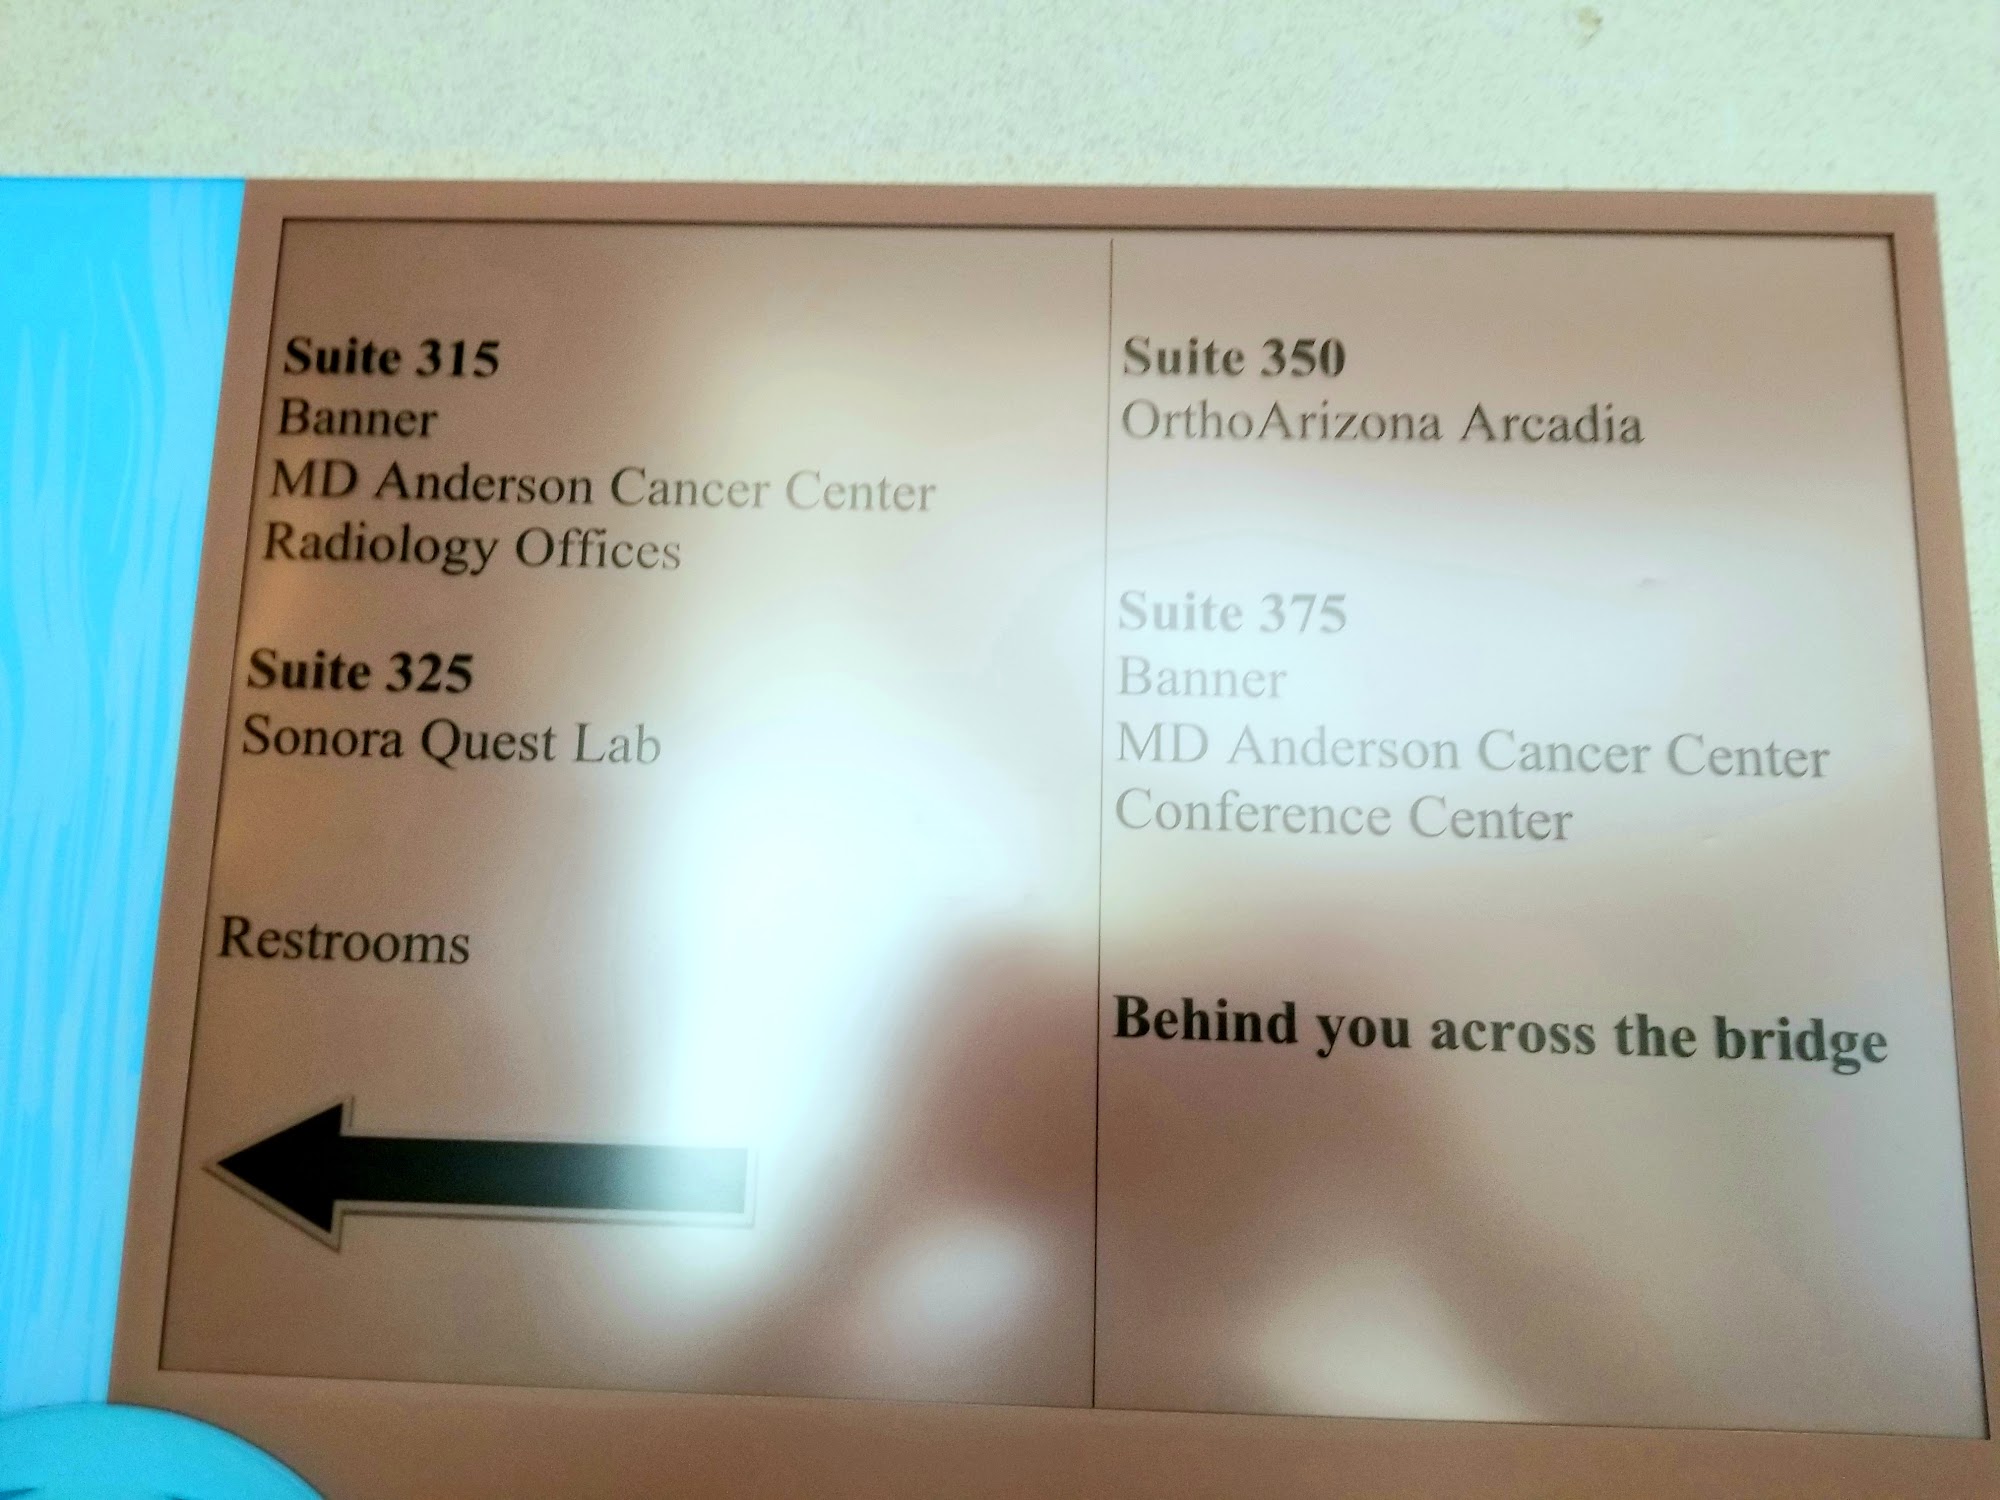 Suite 315
Banner
MD Anderson Cancer Center
Radiology Offices
Suite 325
Sonora Quest Lab
Restrooms
Suite 350
OrthoArizona Arcadia
Suite 375
Banner
MD Anderson Cancer Center
Conference Center
Behind you across the bridge